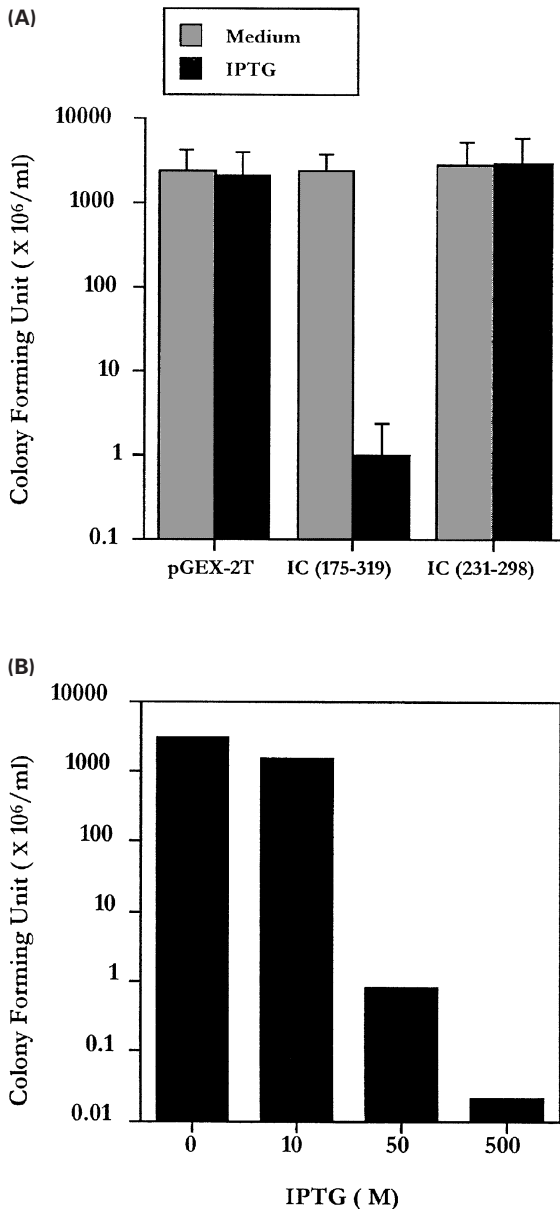 (A)
Medium
IPTG
Colony Forming Unit ( X 10⁶/ml)
10000
1000
100
10
1
0.1
pGEX-2T IC (175-319) IC (231-298)
(B)
Colony Forming Unit ( X 10⁶/ml)
10000
1000
100
10
1
0.1
0.01
0 10 50 500
IPTG ( M)